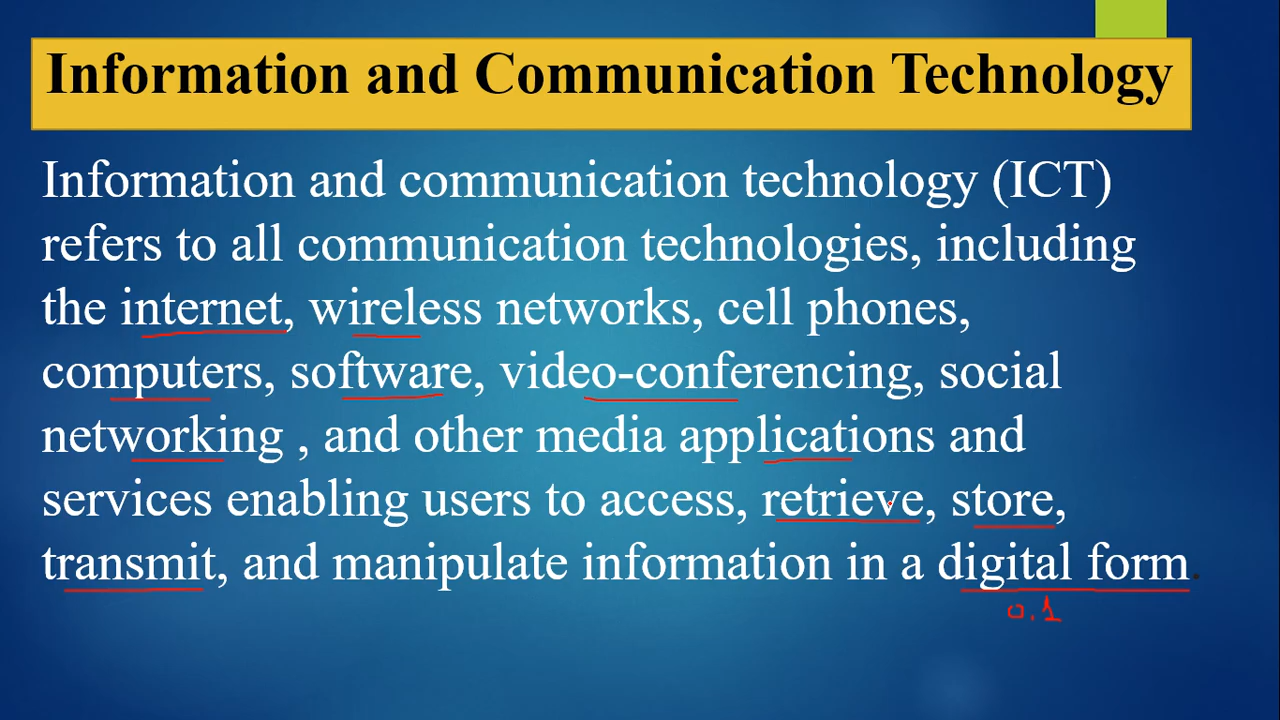 Information and Communication Technology
Information and communication technology (ICT)
refers to all communication technologies, including
the internet, wireless networks, cell phones,
computers, software, video-conferencing, social
networking , and other media applications and
services enabling users to access, retrieve, store,
transmit, and manipulate information in a digital form.
0.1